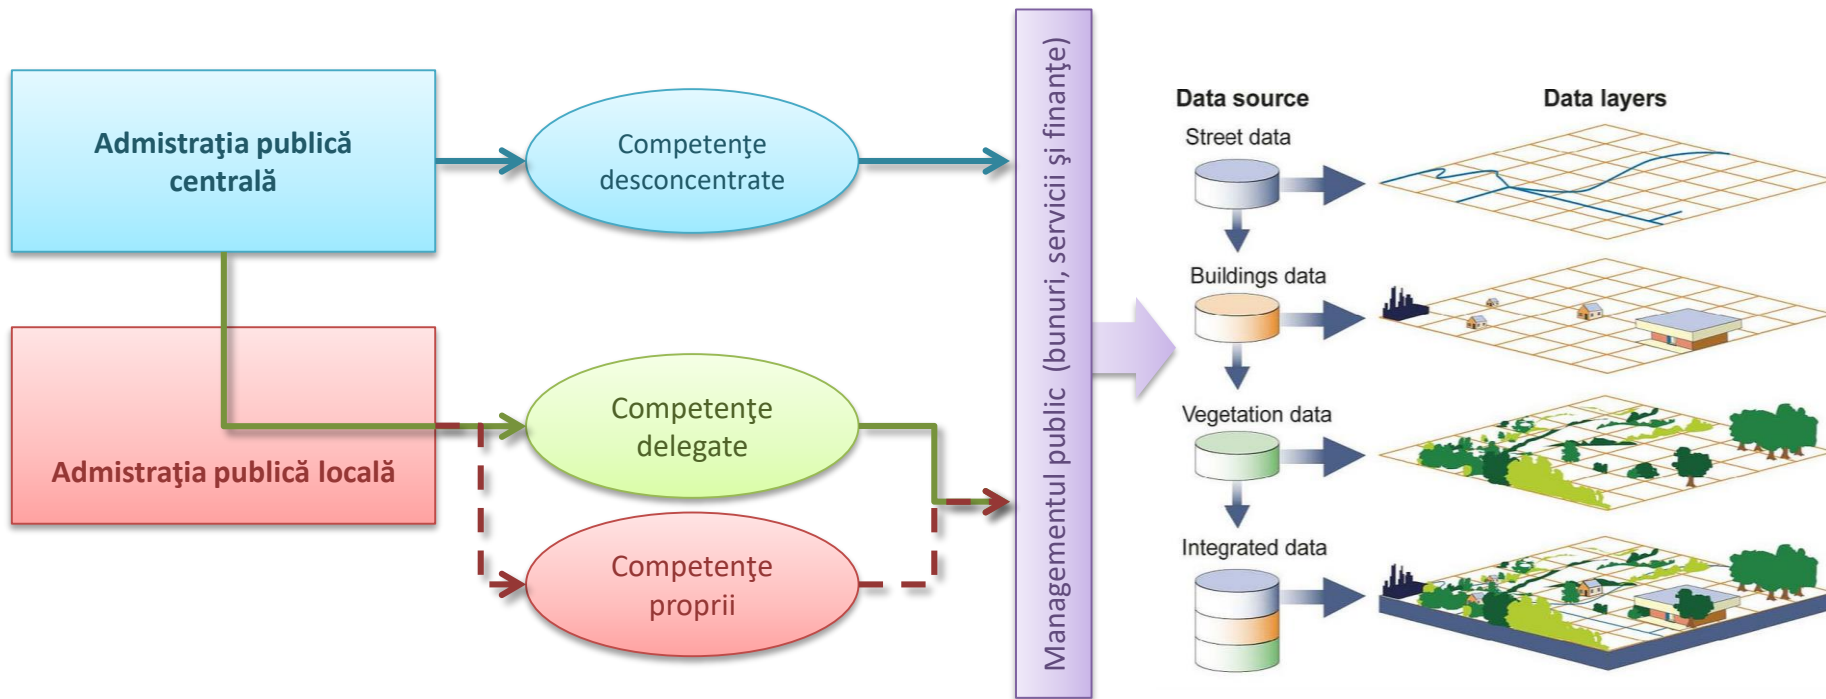 Admistraţia publică
centrală
Competenţe
desconcentrate
Admistraţia publică locală
Competenţe
delegate
Competenţe
proprii
Managementul public (bunuri, servicii şi finanţe)
Data source
Data layers
Street data
Buildings data
Vegetation data
Integrated data